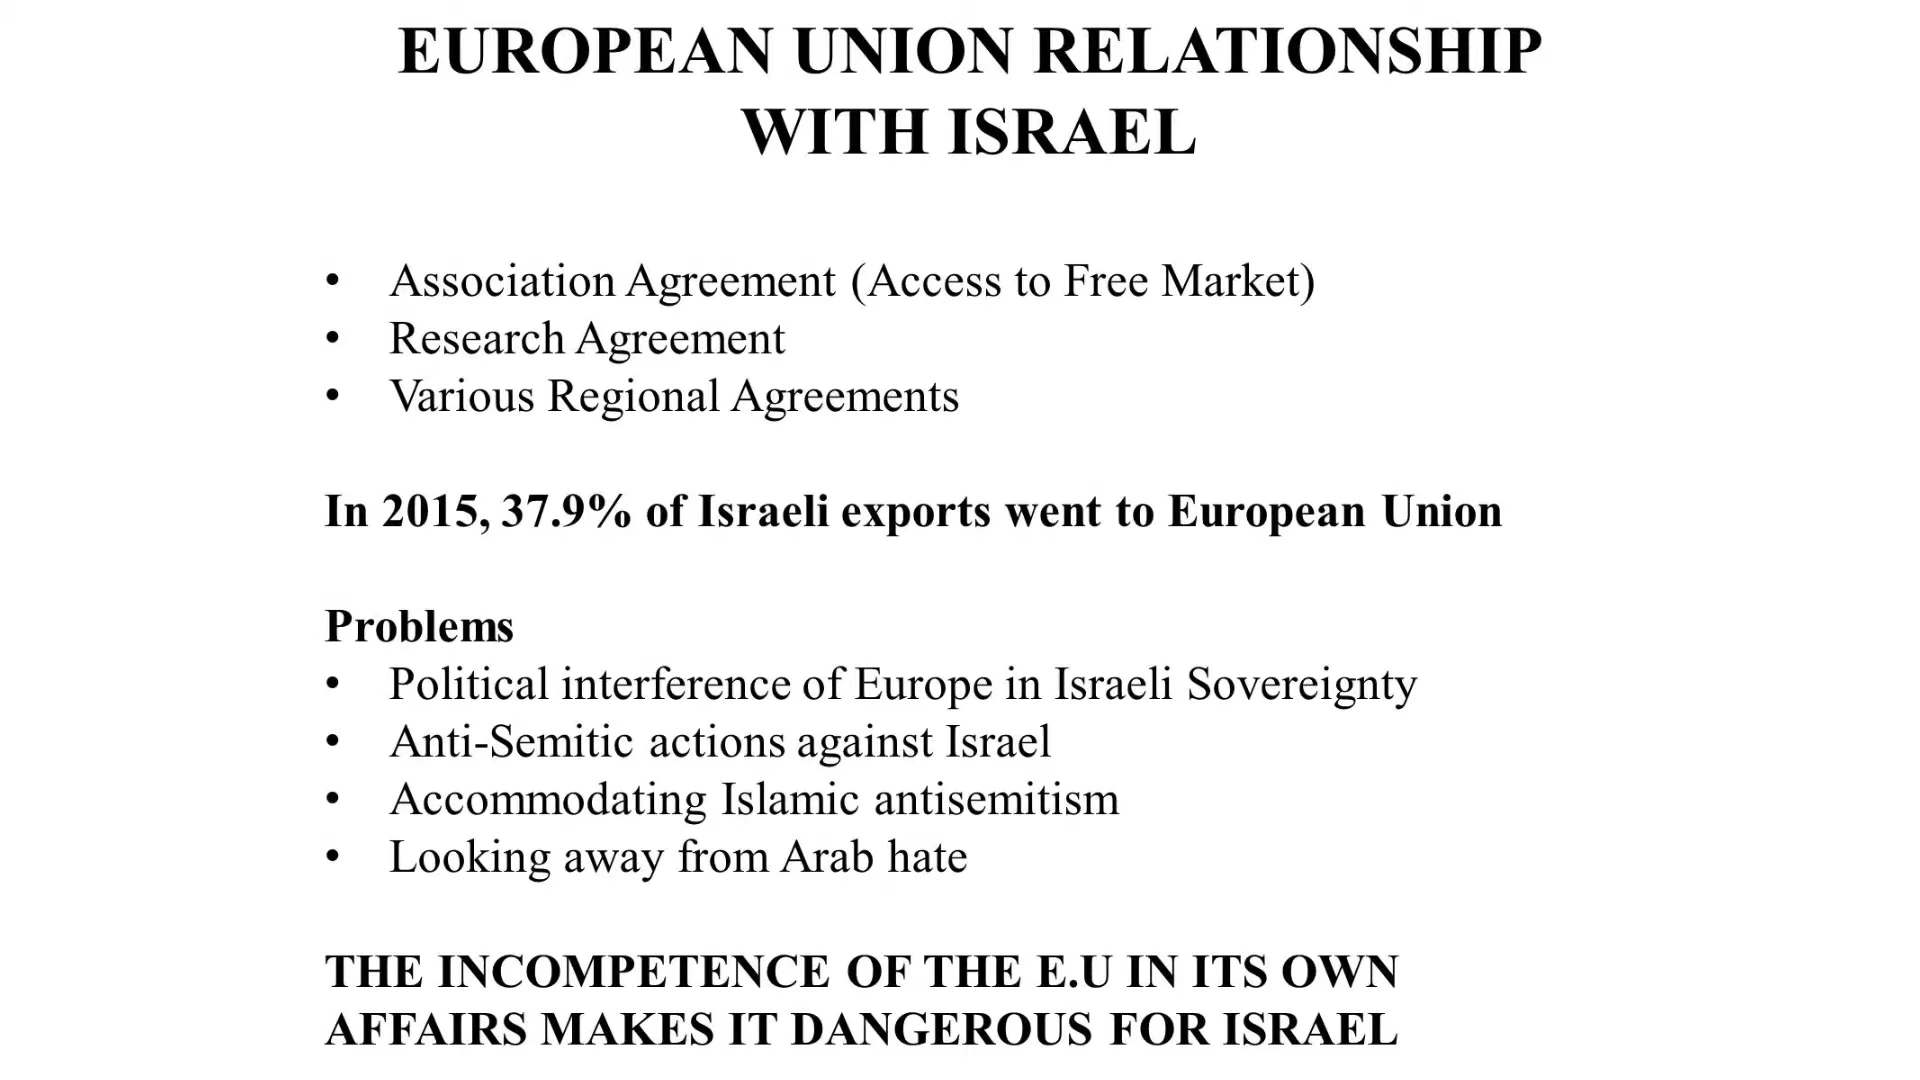 EUROPEAN UNION RELATIONSHIP
WITH ISRAEL
• Association Agreement (Access to Free Market)
• Research Agreement
• Various Regional Agreements
In 2015, 37.9% of Israeli exports went to European Union
Problems
• Political interference of Europe in Israeli Sovereignty
• Anti-Semitic actions against Israel
• Accommodating Islamic antisemitism
• Looking away from Arab hate
THE INCOMPETENCE OF THE E.U IN ITS OWN
AFFAIRS MAKES IT DANGEROUS FOR ISRAEL